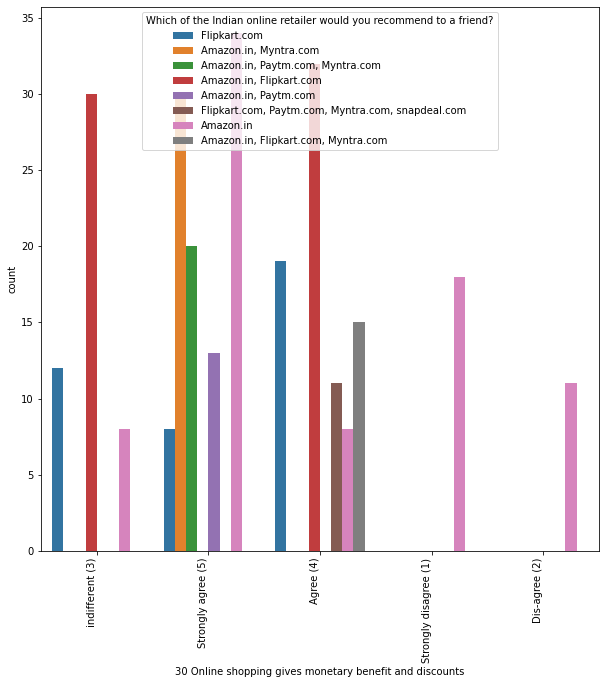 Which of the Indian online retailer would you recommend to a friend?
Flipkart.com
Amazon.in, Myntra.com
Amazon.in, Paytm.com, Myntra.com
Amazon.in, Flipkart.com
Amazon.in, Paytm.com
Flipkart.com, Paytm.com, Myntra.com, snapdeal.com
Amazon.in
Amazon.in, Flipkart.com, Myntra.com
35
30
25
20
15
10
5
0
count
indifferent (3)
Strongly agree (5)
Agree (4)
Strongly disagree (1)
Dis-agree (2)
30 Online shopping gives monetary benefit and discounts